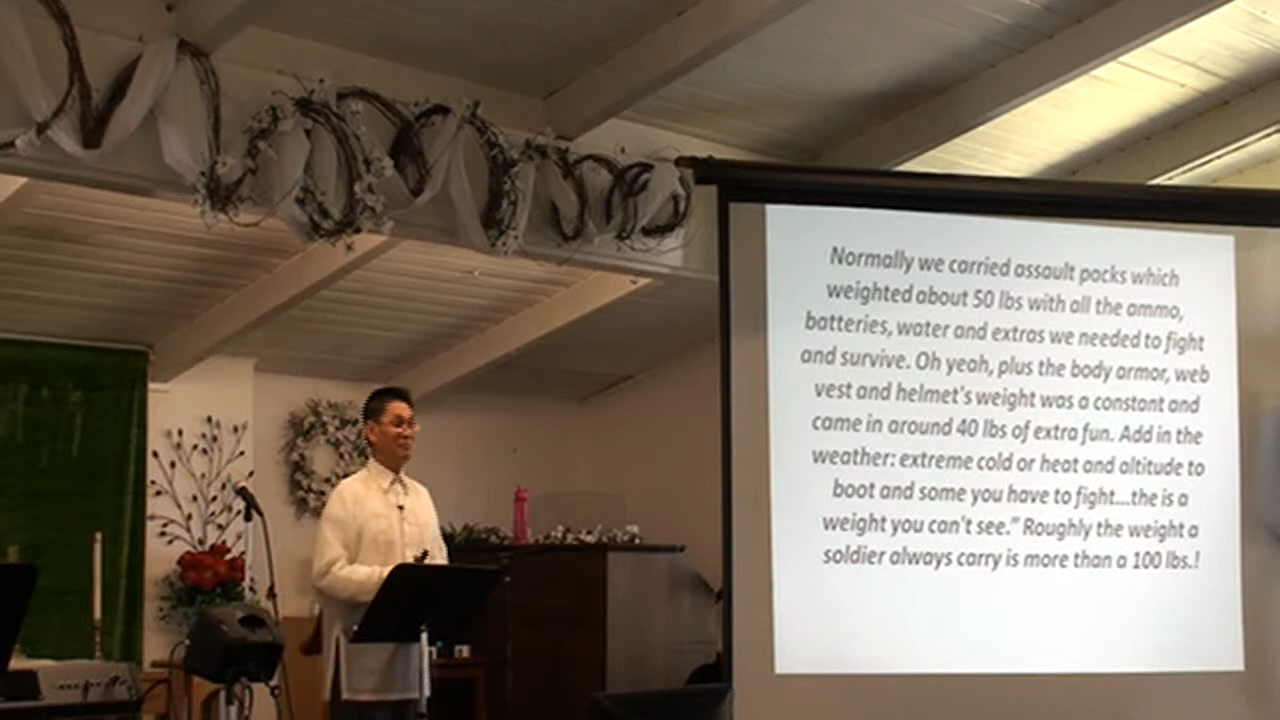 Normally we carried assault packs which
weighted about 50 lbs with all the ammo,
batteries, water and extras we needed to fight
and survive. Oh yeah, plus the body armor, web
vest and helmet's weight was a constant and
came in around 40 lbs of extra fun. Add in the
weather: extreme cold or heat and altitude to
boot and some you have to fight...the is a
weight you can't see.” Roughly the weight a
soldier always carry is more than a 100 lbs.!